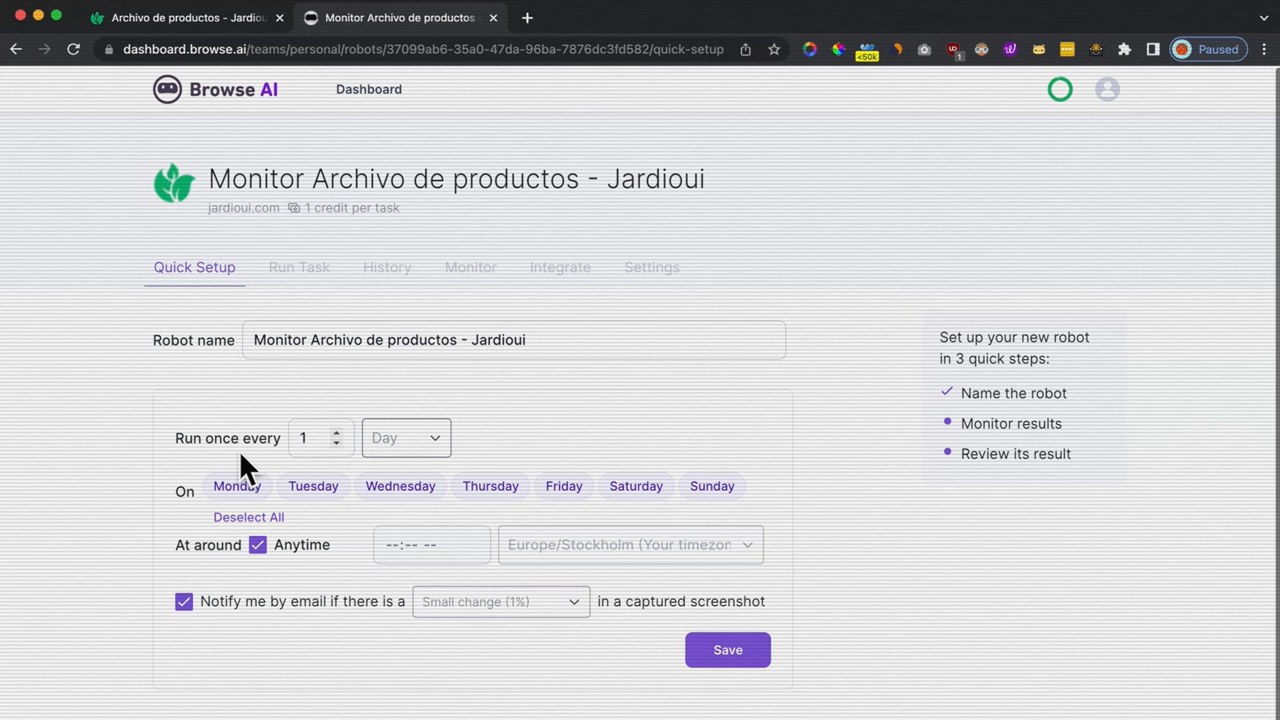 Archivo de productos - Jardiou
Monitor Archivo de productos
dashboard.browse.ai/teams/personal/robots/37099ab6-35a0-47da-96ba-7876dc3fd582/quick-setup
<50k
1
Paused
Browse AI
Dashboard
Monitor Archivo de productos - Jardioui
jardioui.com 1 credit per task
Quick Setup
Run Task
History
Monitor
Integrate
Settings
Robot name
Monitor Archivo de productos - Jardioui
Set up your new robot
in 3 quick steps:
Name the robot
Monitor results
Review its result
Run once every 1 Day
On Monday Tuesday Wednesday Thursday Friday Saturday Sunday
Deselect All
At around Anytime --:-- -- Europe/Stockholm (Your timezon
Notify me by email if there is a Small change (1%) in a captured screenshot
Save